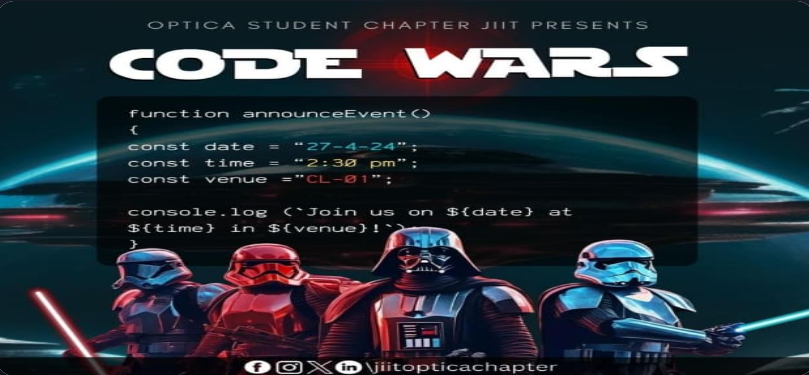 OPTICA STUDENT CHAPTER JIIT PRESENTS
CODE WARS
function announceEvent()
{
const date = “27-4-24”;
const time = “2:30 pm”;
const venue =”CL-01”;
console.log (`Join us on ${date} at
${time} in ${venue}!`)
}
\jiitopticachapter